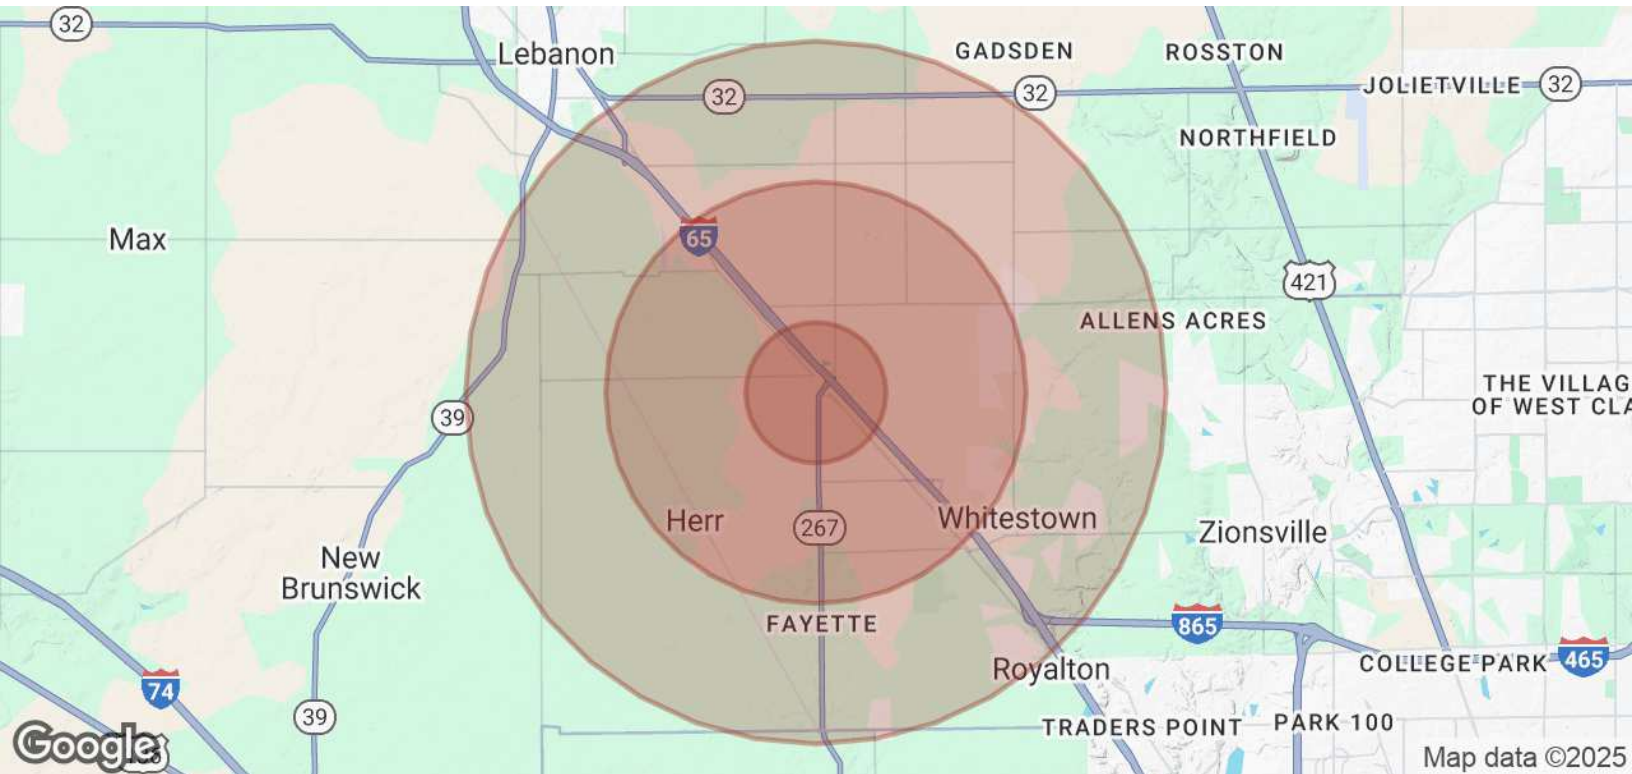 32
Lebanon
GADSDEN
ROSSTON
32
32
JOLIETVILLE
32
NORTHFIELD
Max
65
421
ALLENS ACRES
THE VILLAG
OF WEST CLA
39
Herr
267
Whitestown
Zionsville
New
Brunswick
FAYETTE
865
Royalton
COLLEGE PARK
465
74
39
TRADERS POINT
PARK 100
Google
Map data ©2025